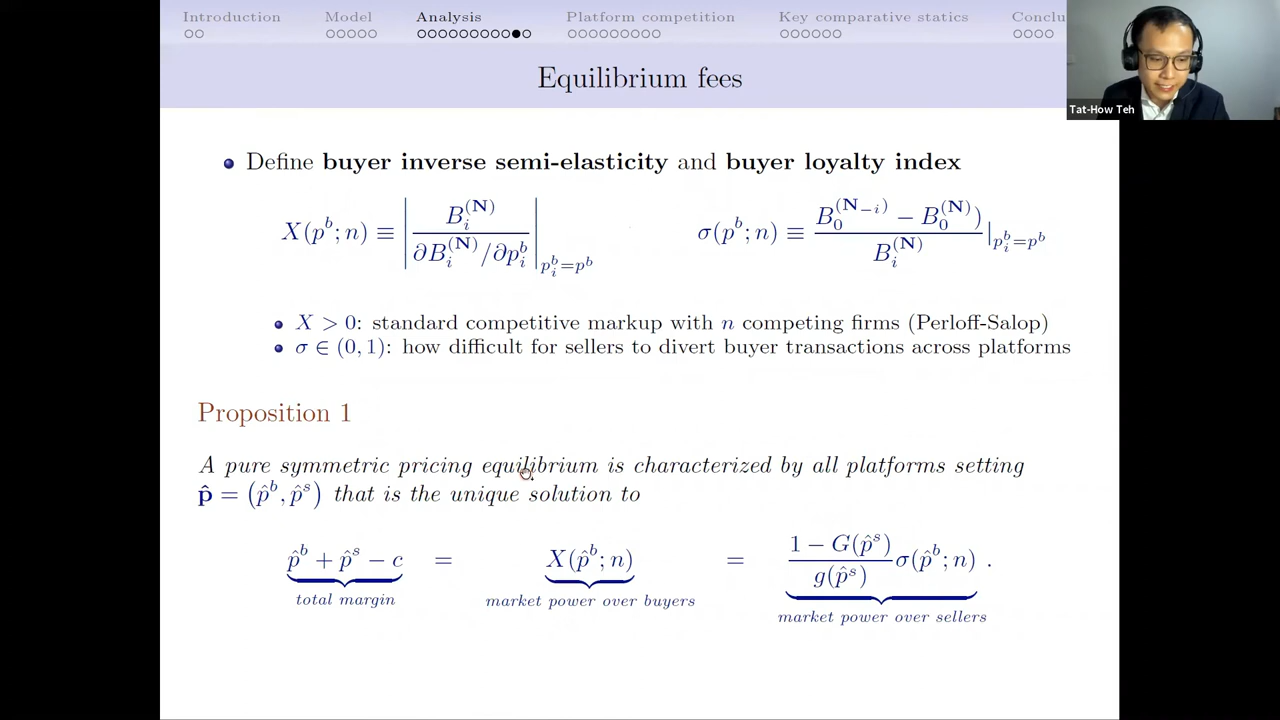 Introduction Model Analysis Platform competition Key comparative statics Conclu
Equilibrium fees
Tat-How Teh
Define buyer inverse semi-elasticity and buyer loyalty index
X(p^b; n) ≡ |B_i^(N) / (∂B_i^(N)/∂p_i^b)|_{p_i^b=p^b} σ(p^b; n) ≡ (B_0^(N_{-i}) − B_0^(N))) / B_i^(N) |_{p_i^b=p^b}
X > 0: standard competitive markup with n competing firms (Perloff-Salop)
σ ∈ (0, 1): how difficult for sellers to divert buyer transactions across platforms
Proposition 1
A pure symmetric pricing equilibrium is characterized by all platforms setting
p̂ = (p̂^b, p̂^s) that is the unique solution to
p̂^b + p̂^s − c = X(p̂^b; n) = (1 − G(p̂^s)) / g(p̂^s) σ(p̂^b; n) .
total margin market power over buyers market power over sellers